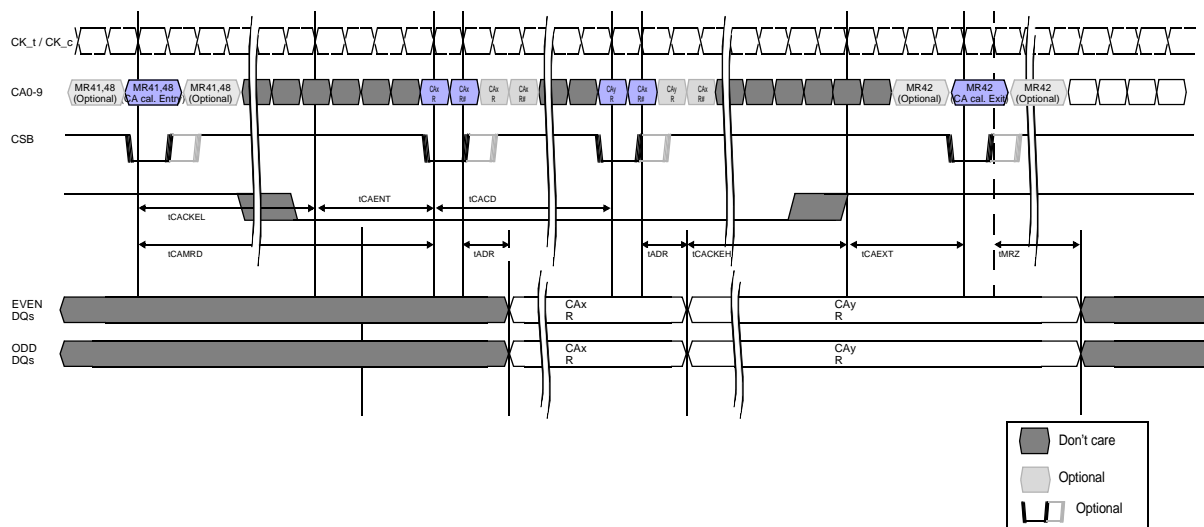 CK_t / CK_c
CA0-9
MR41,48
(Optional)
MR41,48
CA cal. Entry
MR41,48
(Optional)
CAx
R
CAx
R#
CAx
R
CAx
R#
CAy
R
CAx
R#
CAy
R
CAy
R#
MR42
(Optional)
MR42
CA cal. Exit
MR42
(Optional)
CSB
tCACKEL
tCAENT
tCACD
tCAMRD
tADR
tADR
tCACKEH
tCAEXT
tMRZ
EVEN
DQs
CAx
R
CAy
R
ODD
DQs
CAx
R
CAy
R
Don't care
Optional
Optional